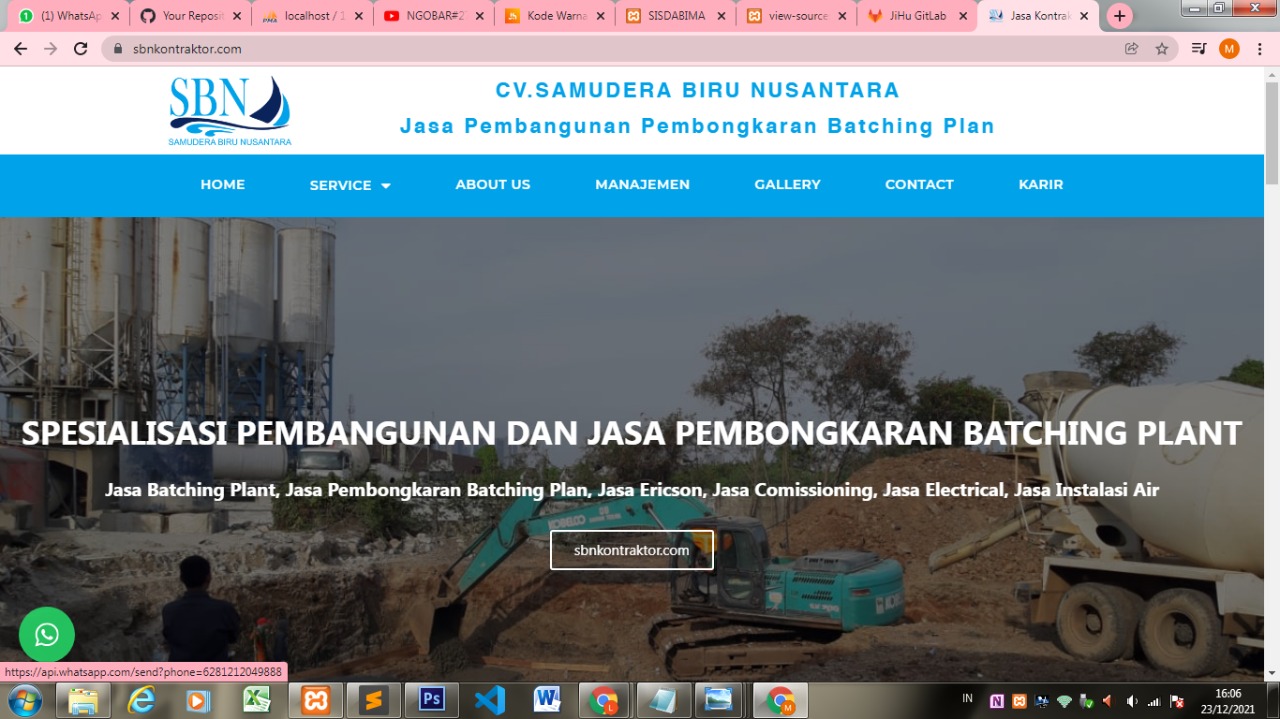 (1) WhatsAp
Your Reposit
localhost / 1
NGOBAR#2
Kode Warna
SISDABIMA
view-source
JiHu GitLab
Jasa Kontrak
sbnkontraktor.com
M
SBN
SAMUDERA BIRU NUSANTARA
CV.SAMUDERA BIRU NUSANTARA
Jasa Pembangunan Pembongkaran Batching Plan
HOME SERVICE ABOUT US MANAJEMEN GALLERY CONTACT KARIR
SPESIALISASI PEMBANGUNAN DAN JASA PEMBONGKARAN BATCHING PLANT
Jasa Batching Plant, Jasa Pembongkaran Batching Plan, Jasa Ericson, Jasa Comissioning, Jasa Electrical, Jasa Instalasi Air
KOBELCO
sbnkontraktor.com
https://api.whatsapp.com/send?phone=6281212049888
Ps
L
M
IN
16:06
23/12/2021